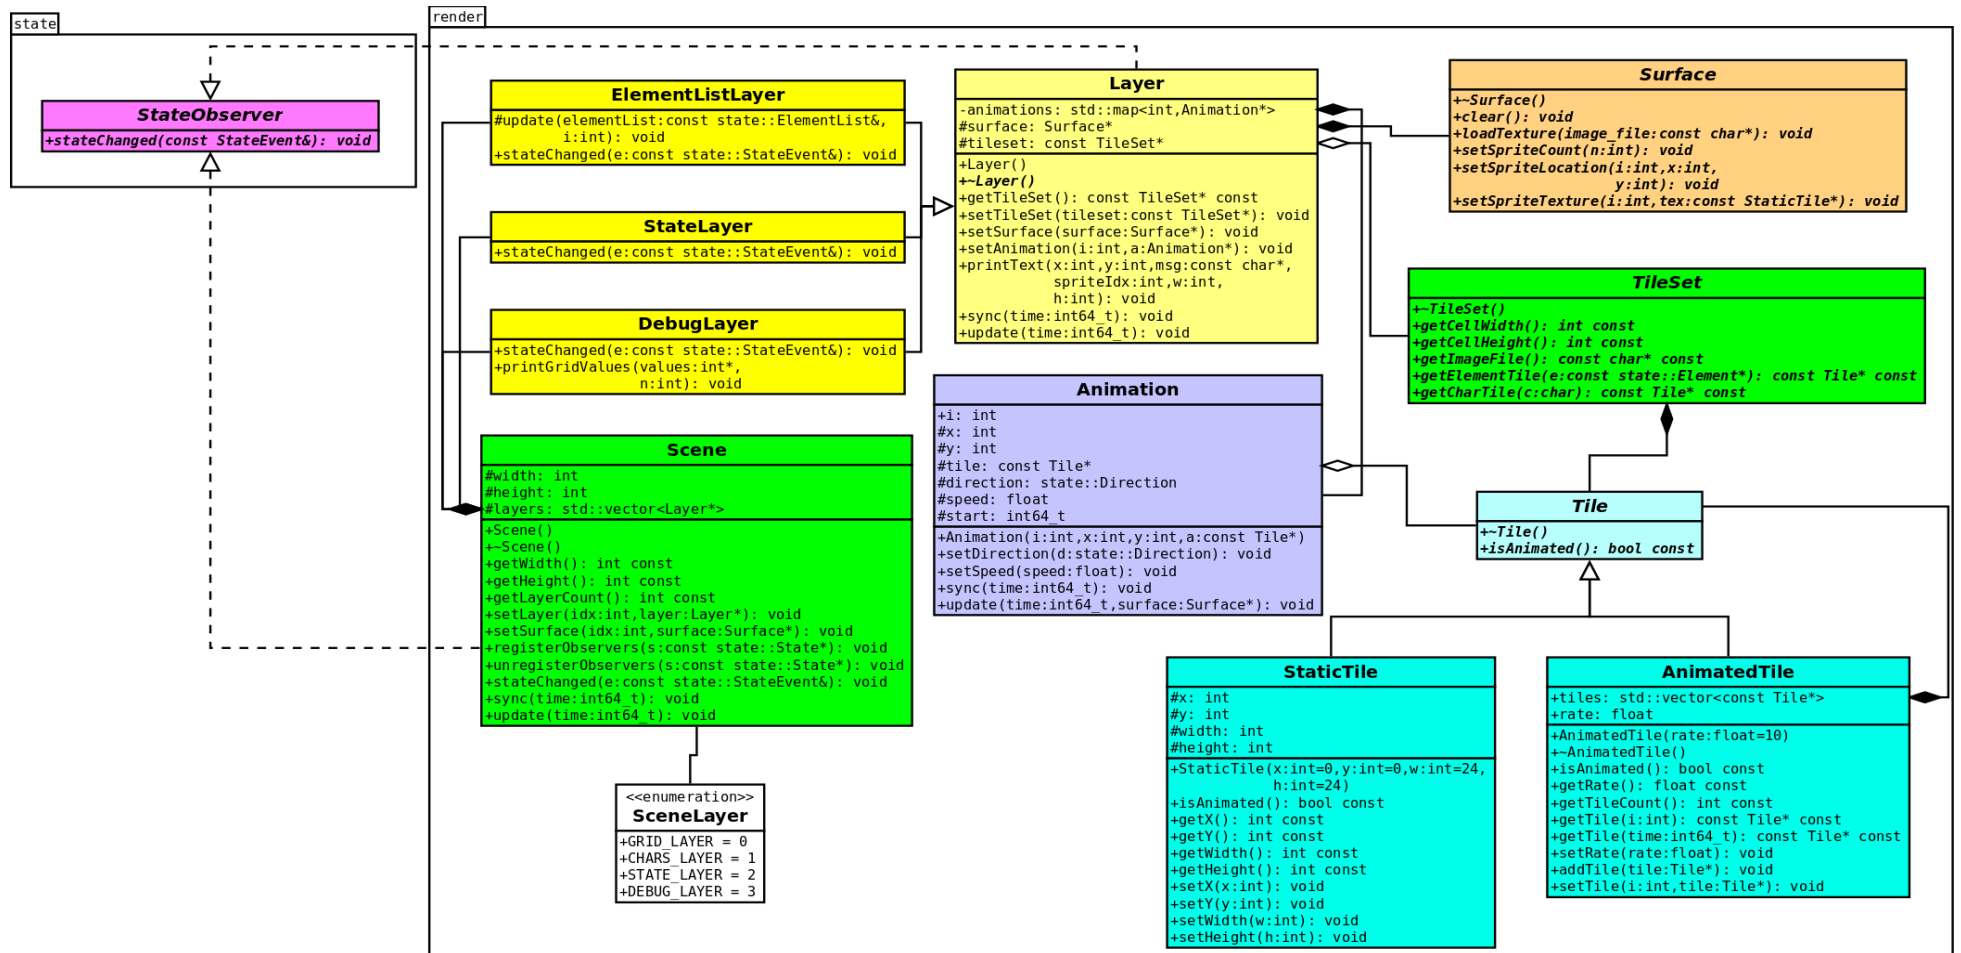 state
StateObserver
+stateChanged(const StateEvent&): void
render
ElementListLayer
#update(elementList:const state::ElementList&,
i:int): void
+stateChanged(e:const state::StateEvent&): void
StateLayer
+stateChanged(e:const state::StateEvent&): void
DebugLayer
+stateChanged(e:const state::StateEvent&): void
+printGridValues(values:int*,
n:int): void
Scene
#width: int
#height: int
#layers: std::vector<Layer*>
+Scene()
+~Scene()
+getWidth(): int const
+getHeight(): int const
+getLayerCount(): int const
+setLayer(idx:int,layer:Layer*): void
+setSurface(idx:int,surface:Surface*): void
+registerObservers(s:const state::State*): void
+unregisterObservers(s:const state::State*): void
+stateChanged(e:const state::StateEvent&): void
+sync(time:int64_t): void
+update(time:int64_t): void
<<enumeration>>
SceneLayer
+GRID_LAYER = 0
+CHARS_LAYER = 1
+STATE_LAYER = 2
+DEBUG_LAYER = 3
Layer
-animations: std::map<int,Animation*>
#surface: Surface*
#tileset: const TileSet*
+Layer()
+~Layer()
+getTileSet(): const TileSet* const
+setTileSet(tileset:const TileSet*): void
+setSurface(surface:Surface*): void
+setAnimation(i:int,a:Animation*): void
+printText(x:int,y:int,msg:const char*,
spriteIdx:int,w:int,
h:int): void
+sync(time:int64_t): void
+update(time:int64_t): void
Animation
+i: int
#x: int
#y: int
#tile: const Tile*
#direction: state::Direction
#speed: float
#start: int64_t
+Animation(i:int,x:int,y:int,a:const Tile*)
+setDirection(d:state::Direction): void
+setSpeed(speed:float): void
+sync(time:int64_t): void
+update(time:int64_t,surface:Surface*): void
Surface
+~Surface()
+clear(): void
+loadTexture(image_file:const char*): void
+setSpriteCount(n:int): void
+setSpriteLocation(i:int,x:int,
y:int): void
+setSpriteTexture(i:int,tex:const StaticTile*): void
TileSet
+~TileSet()
+getCellWidth(): int const
+getCellHeight(): int const
+getImageFile(): const char* const
+getElementTile(e:const state::Element*): const Tile* const
+getCharTile(c:char): const Tile* const
Tile
+~Tile()
+isAnimated(): bool const
StaticTile
#x: int
#y: int
#width: int
#height: int
+StaticTile(x:int=0,y:int=0,w:int=24,
h:int=24)
+isAnimated(): bool const
+getX(): int const
+getY(): int const
+getWidth(): int const
+getHeight(): int const
+setX(x:int): void
+setY(y:int): void
+setWidth(w:int): void
+setHeight(h:int): void
AnimatedTile
+tiles: std::vector<const Tile*>
+rate: float
+AnimatedTile(rate:float=10)
+~AnimatedTile()
+isAnimated(): bool const
+getRate(): float const
+getTileCount(): int const
+getTile(i:int): const Tile* const
+getTile(time:int64_t): const Tile* const
+setRate(rate:float): void
+addTile(tile:Tile*): void
+setTile(i:int,tile:Tile*): void